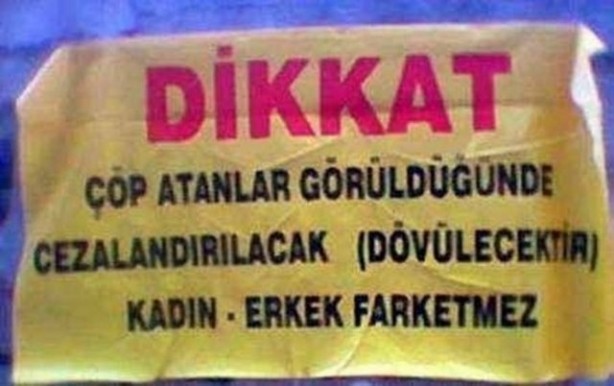 DİKKAT
ÇÖP ATANLAR GÖRÜLDÜĞÜNDE
CEZALANDIRILACAK (DÖVÜLECEKTİR)
KADIN - ERKEK FARKETMEZ